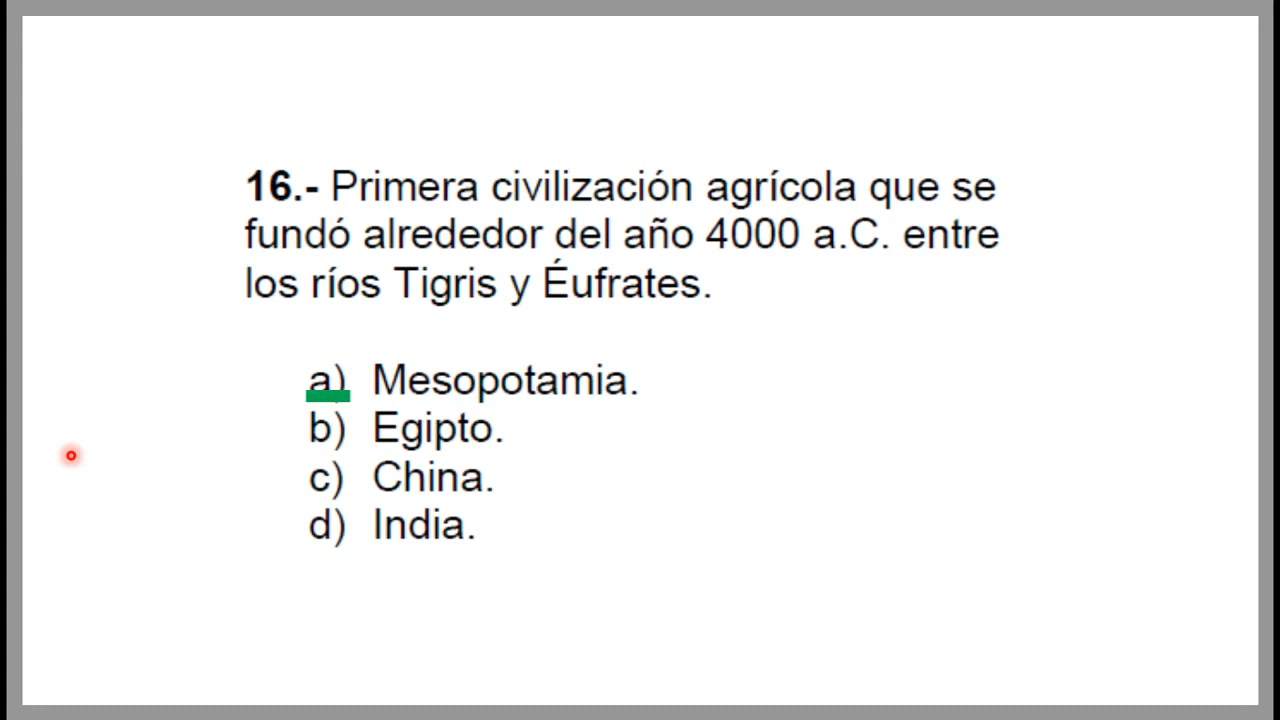 16.- Primera civilización agrícola que se
fundó alrededor del año 4000 a.C. entre
los ríos Tigris y Éufrates.
a) Mesopotamia.
b) Egipto.
c) China.
d) India.